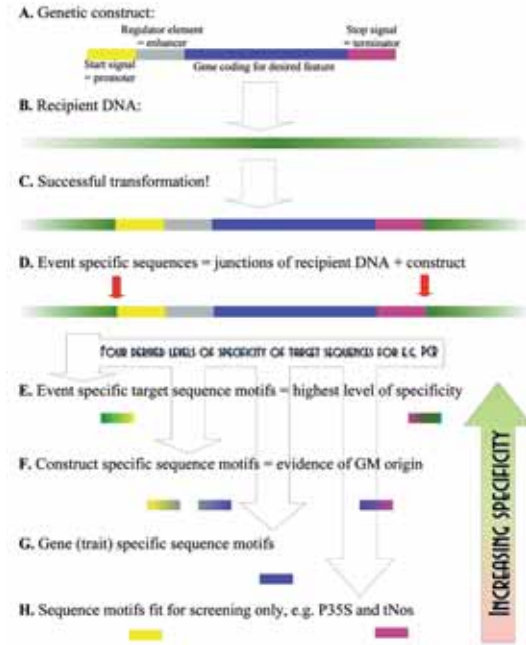 A. Genetic construct:
Regulator element
= enhancer
Stop signal
=terminator
Start signal
= promoter
Gene coding for desired feature
B. Recipient DNA:
C. Successful transformation!
D. Event specific sequences = junctions of recipient DNA + construct
FOUR DERIVED LEVELS OF SPECIFICITY OF TARGET SEQUENCES FOR E.G. PCR
E. Event specific target sequence motifs = highest level of specificity
F. Construct specific sequence motifs = evidence of GM origin
G. Gene (trait) specific sequence motifs
H. Sequence motifs fit for screening only, e.g. P35S and tNos
INCREASING SPECIFICITY